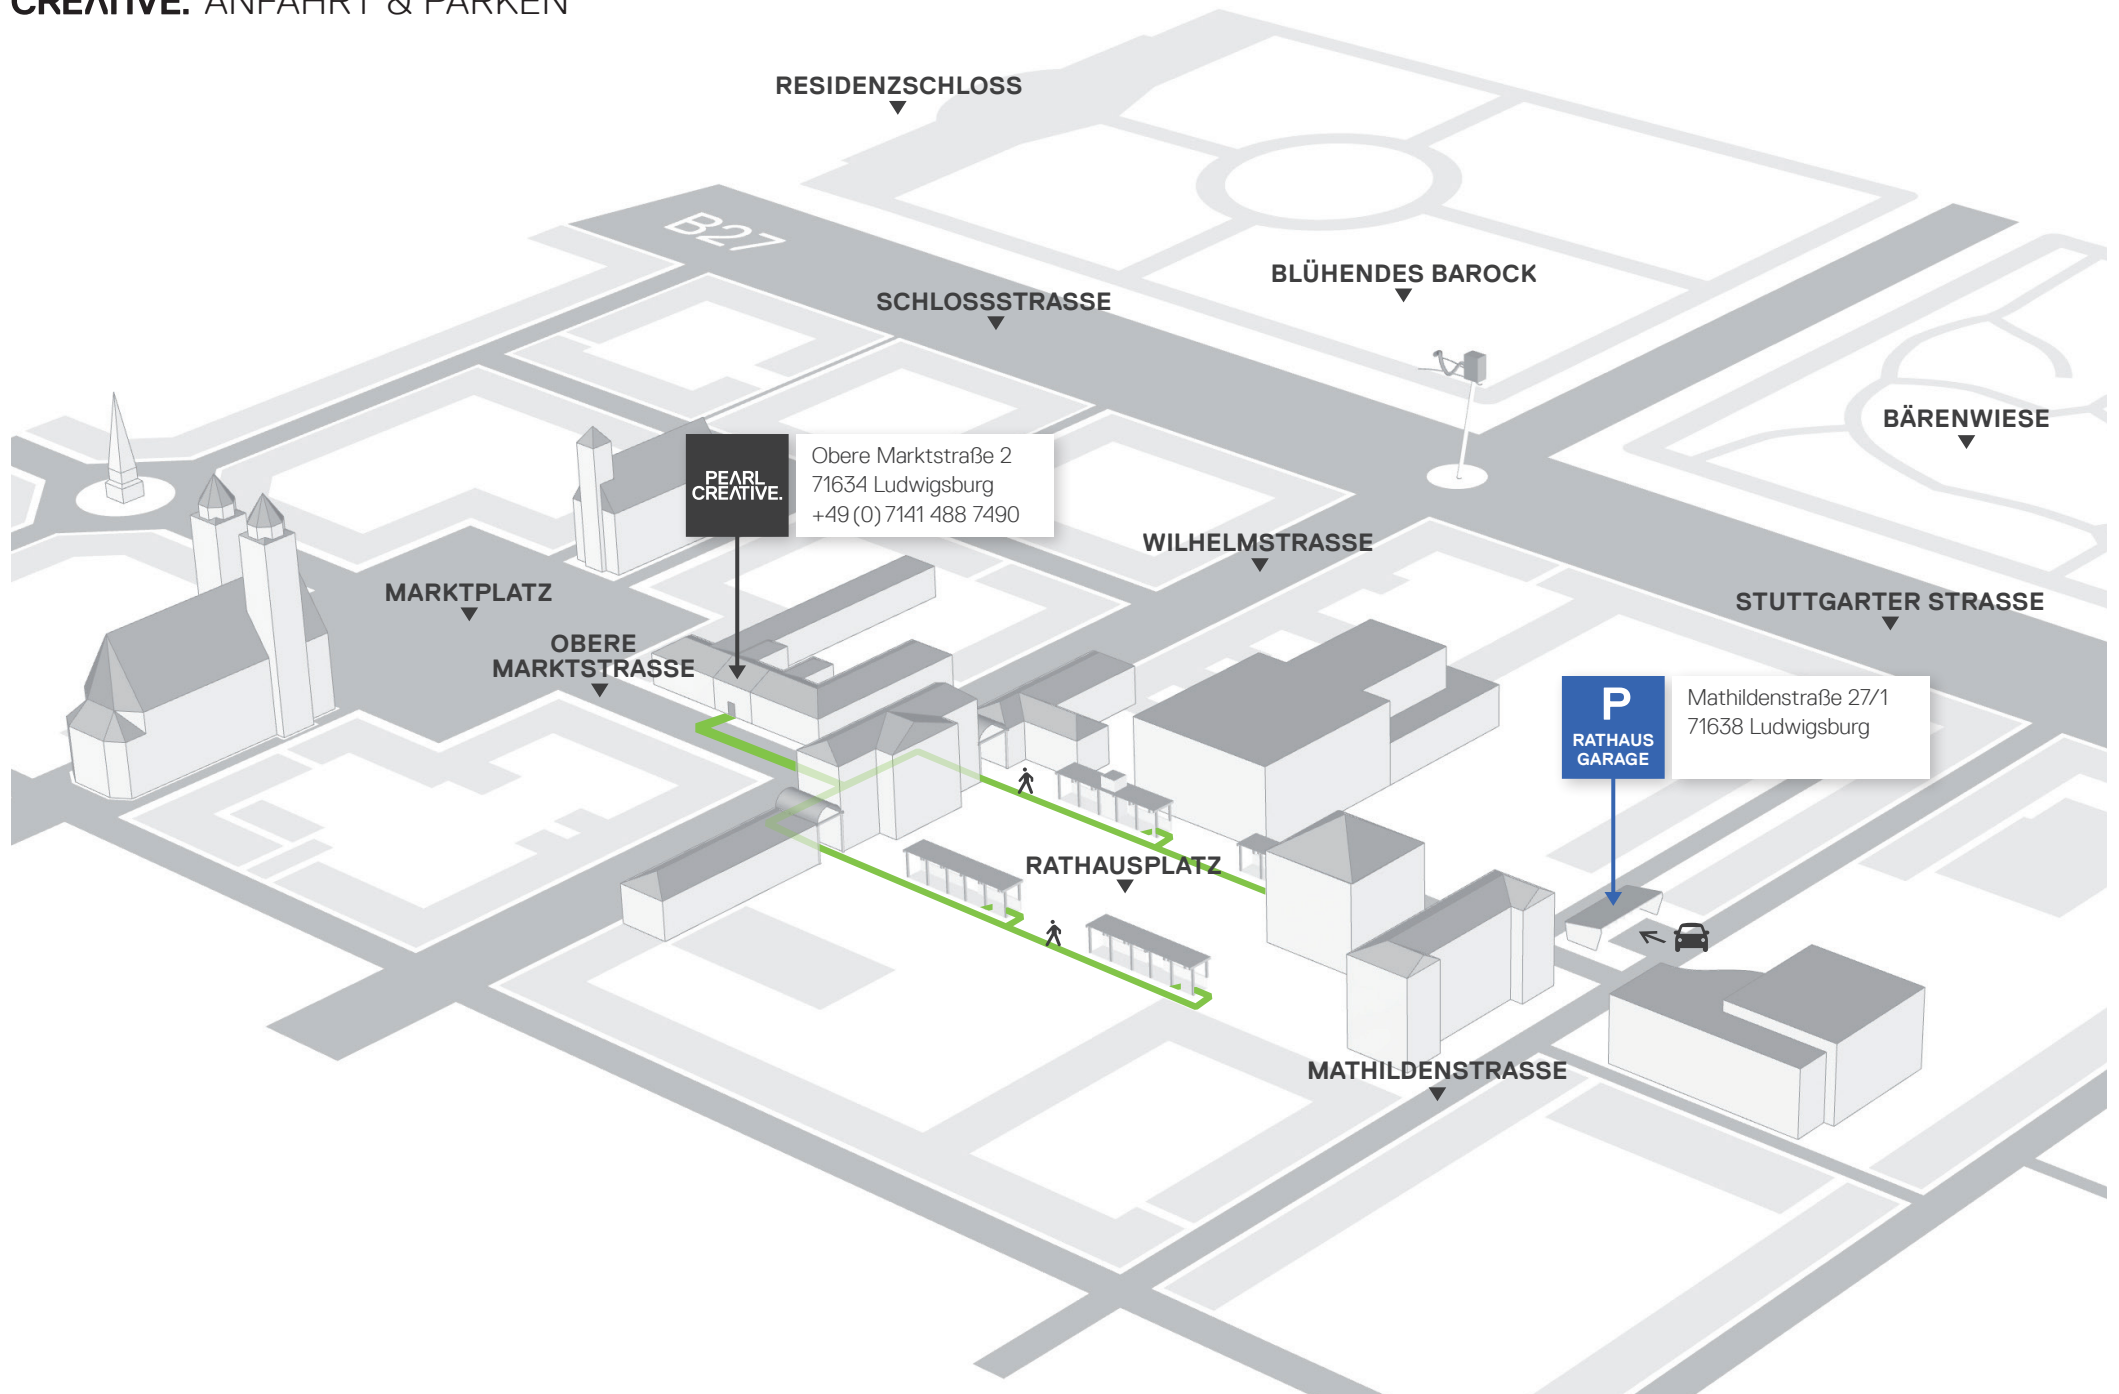 CREATIVE. ANFAHRT & PARKEN
RESIDENZSCHLOSS
B27
BLÜHENDES BAROCK
SCHLOSSSTRASSE
BÄRENWIESE
PEARL
CREATIVE.
Obere Marktstraße 2
71634 Ludwigsburg
+49 (0) 7141 488 7490
WILHELMSTRASSE
MARKTPLATZ
STUTTGARTER STRASSE
OBERE
MARKTSTRASSE
P
RATHAUS
GARAGE
Mathildenstraße 27/1
71638 Ludwigsburg
RATHAUSPLATZ
MATHILDENSTRASSE